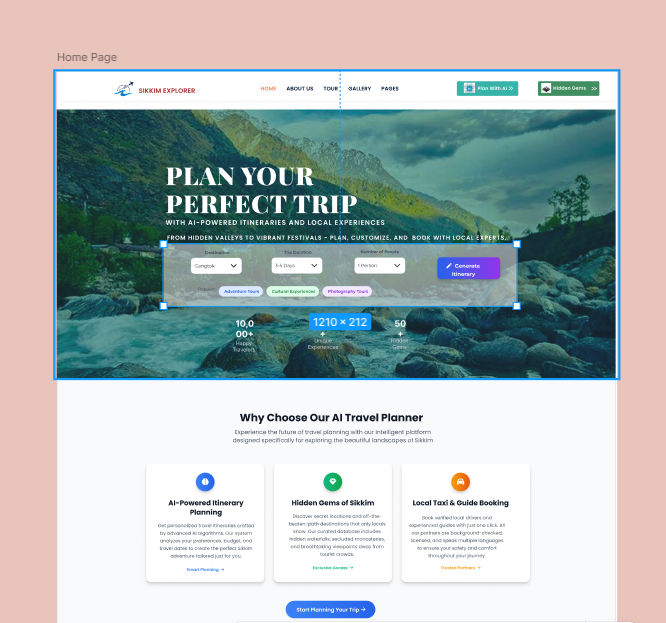 Home Page
SIKKIM EXPLORER
HOME ABOUT US TOUR GALLERY PAGES
Plan With AI
Hidden Gems
PLAN YOUR
PERFECT TRIP
WITH AI-POWERED ITINERARIES AND LOCAL EXPERIENCES
FROM HIDDEN VALLEYS TO VIBRANT FESTIVALS – PLAN, CUSTOMIZE, AND BOOK WITH LOCAL EXPERTS.
Destination Trip Duration Number of People
Gangtok 3-5 Days 1 Person
Generate
Itinerary
Adventure Tours Cultural Experiences Photography Tours
1210 × 212
10,0
00+
Happy
Travelers
+
Unique
Experiences
50
+
Hidden
Gems
Why Choose Our AI Travel Planner
Experience the future of travel planning with our intelligent platform
designed specifically for exploring the beautiful landscapes of Sikkim
AI-Powered Itinerary
Planning
Get personalized travel itineraries crafted
by advanced AI algorithms. Our system
analyzes your preferences, budget, and
travel dates to create the perfect Sikkim
adventure tailored just for you.
Smart Planning →
Hidden Gems of Sikkim
Discover secret locations and off-the-
beaten-path destinations that only locals
know. Our curated database includes
hidden waterfalls, secluded monasteries,
and breathtaking viewpoints away from
tourist crowds.
Exclusive Access →
Local Taxi & Guide Booking
Book verified local drivers and
experienced guides with just one click. All
our partners are background-checked,
licensed, and speak multiple languages
to ensure your safety and comfort
throughout your journey.
Trusted Partners →
Start Planning Your Trip →